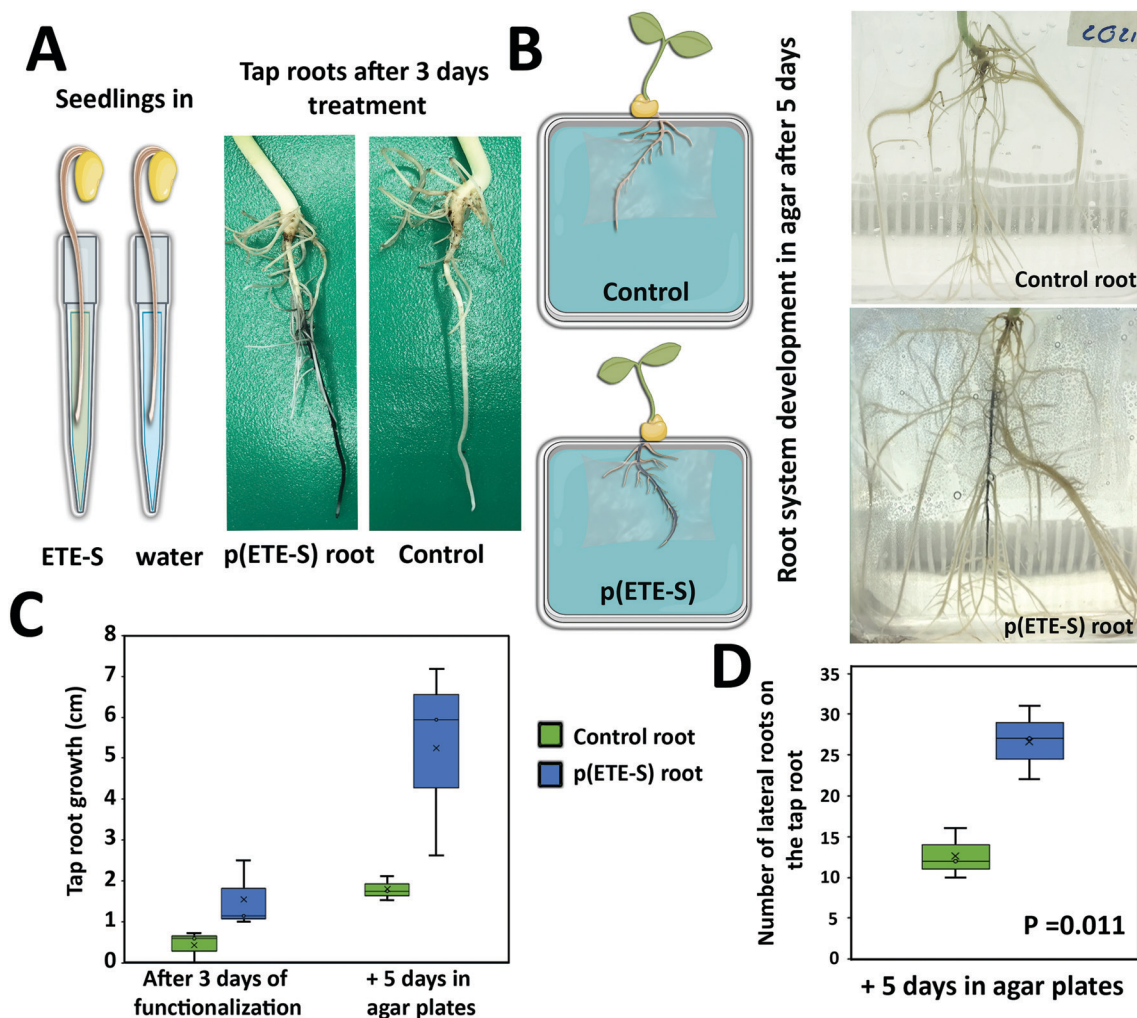 A
Seedlings in
ETE-S
water
Tap roots after 3 days
treatment
p(ETE-S) root
Control
B
Control
p(ETE-S)
Root system development in agar after 5 days
2021
Control root
p(ETE-S) root
C
Tap root growth (cm)
8
7
6
5
4
3
2
1
0
After 3 days of
functionalization
+ 5 days in
agar plates
Control root
p(ETE-S) root
D
Number of lateral roots on
the tap root
35
30
25
20
15
10
5
0
P =0.011
+ 5 days in agar plates